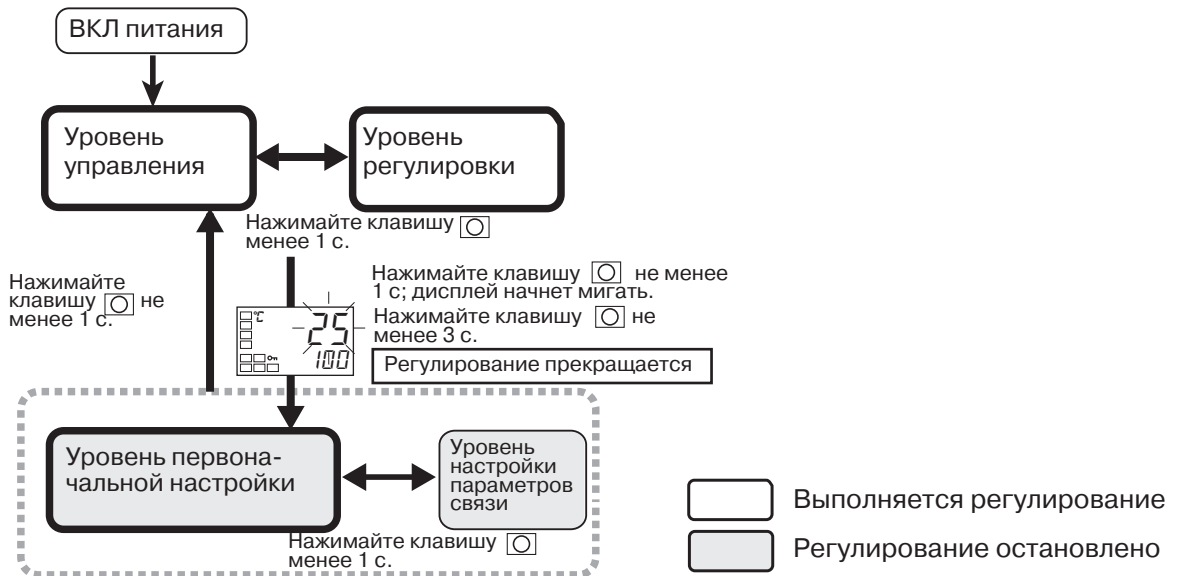 ВКЛ питания
Уровень
управления
Уровень
регулировки
Нажимайте клавишу
менее 1 с.
Нажимайте
клавишу не
менее 1 с.
Нажимайте клавишу не менее
1 с; дисплей начнет мигать.
Нажимайте клавишу не
менее 3 с.
°C
25
100
Регулирование прекращается
Уровень первона-
чальной настройки
Уровень
настройки
параметров
связи
Нажимайте клавишу
менее 1 с.
Выполняется регулирование
Регулирование остановлено